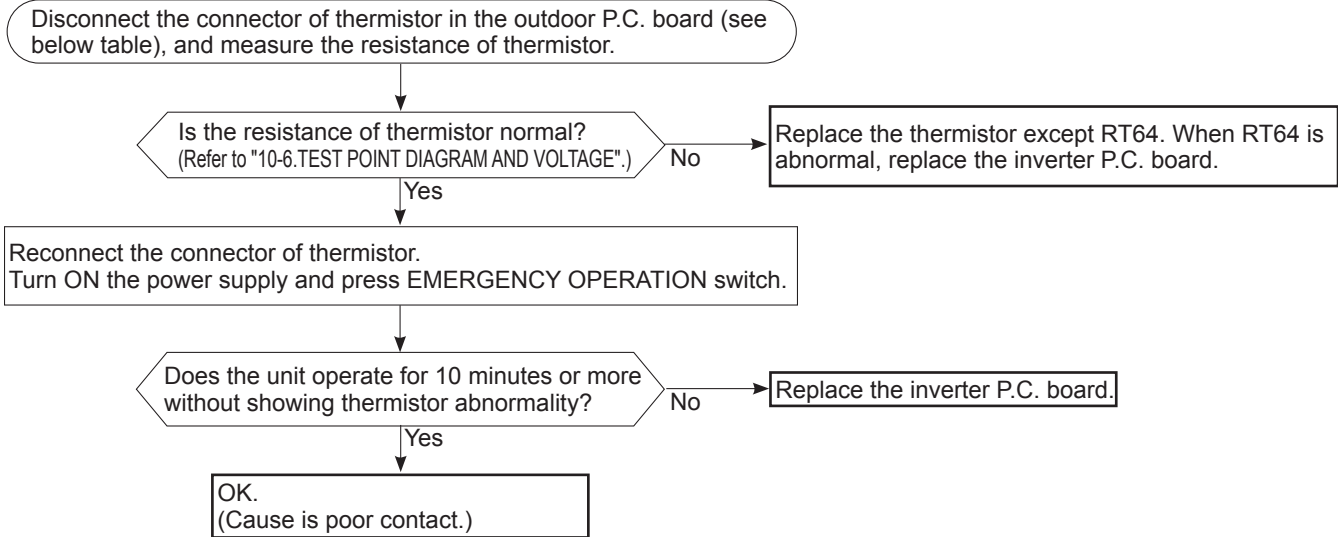 Disconnect the connector of thermistor in the outdoor P.C. board (see
below table), and measure the resistance of thermistor.
Is the resistance of thermistor normal?
(Refer to "10-6.TEST POINT DIAGRAM AND VOLTAGE".)
No
Replace the thermistor except RT64. When RT64 is
abnormal, replace the inverter P.C. board.
Yes
Reconnect the connector of thermistor.
Turn ON the power supply and press EMERGENCY OPERATION switch.
Does the unit operate for 10 minutes or more
without showing thermistor abnormality?
No
Replace the inverter P.C. board.
Yes
OK.
(Cause is poor contact.)